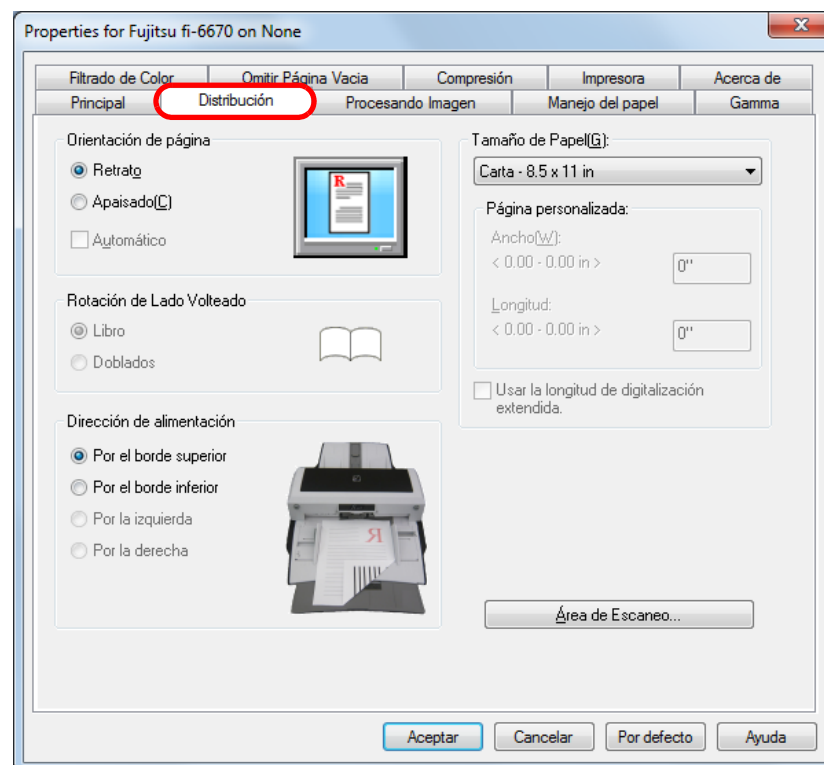 Properties for Fujitsu fi-6670 on None
Filtrado de Color
Omitir Página Vacia
Compresión
Impresora
Acerca de
Principal
Distribución
Procesando Imagen
Manejo del papel
Gamma
Orientación de página
Retrato
Apaisado(C)
Automático
R
Rotación de Lado Volteado
Libro
Doblados
Dirección de alimentación
Por el borde superior
Por el borde inferior
Por la izquierda
Por la derecha
R
Tamaño de Papel(G):
Carta - 8.5 x 11 in
Página personalizada:
Ancho(W):
< 0.00 - 0.00 in >
0"
Longitud:
< 0.00 - 0.00 in >
0"
Usar la longitud de digitalización
extendida.
Área de Escaneo...
Aceptar
Cancelar
Por defecto
Ayuda